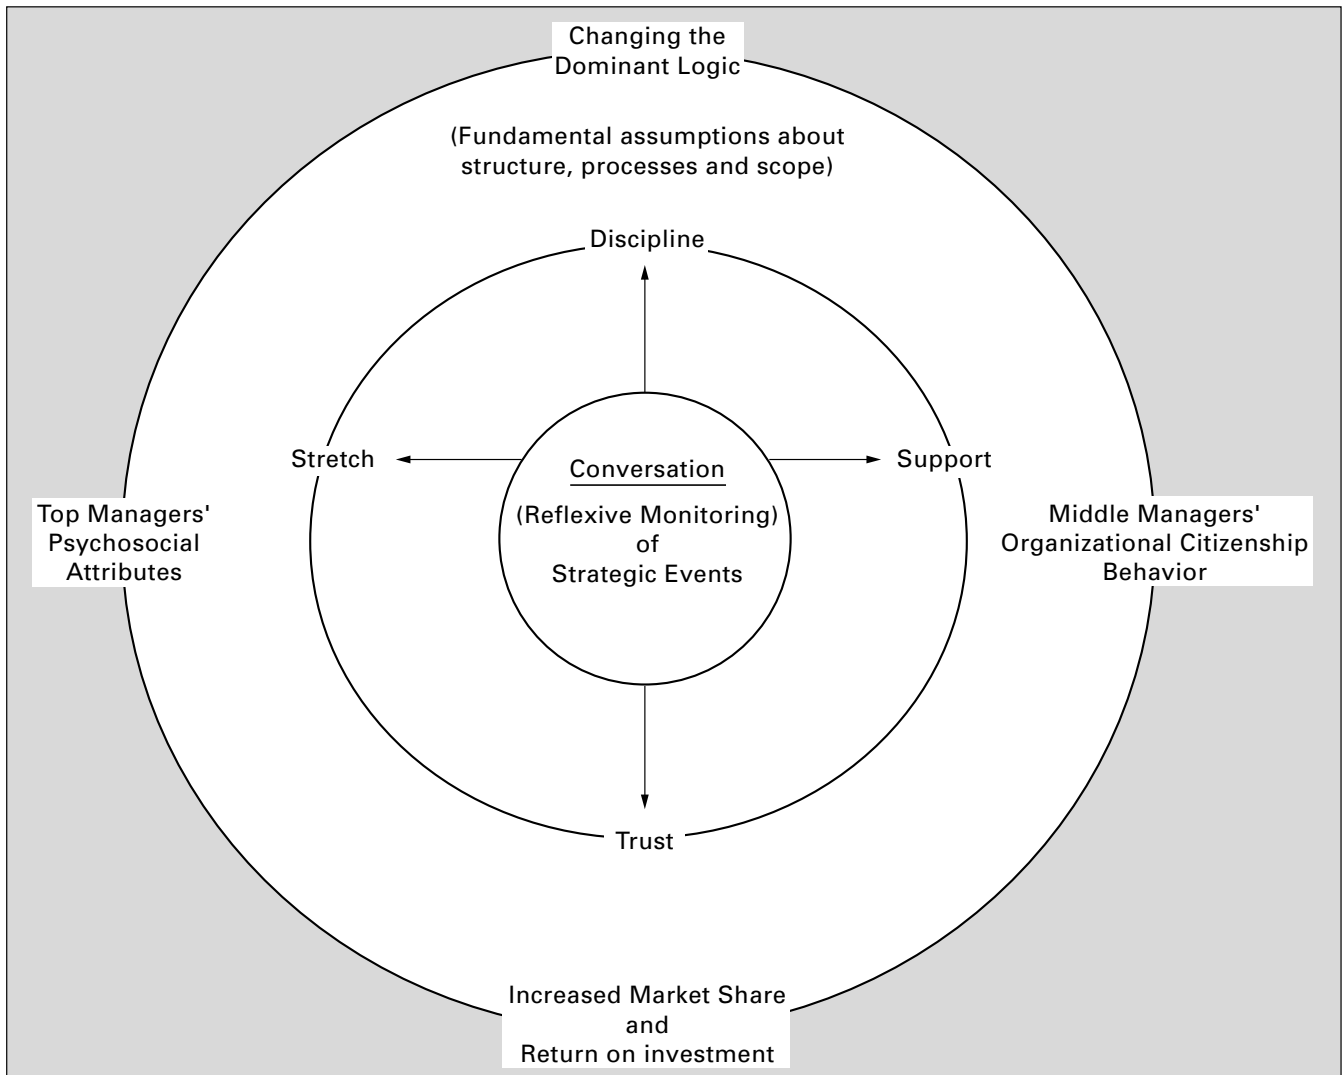 Changing the
Dominant Logic
(Fundamental assumptions about
structure, processes and scope)
Discipline
Stretch
Support
Conversation
(Reflexive Monitoring)
of
Strategic Events
Top Managers'
Psychosocial
Attributes
Middle Managers'
Organizational Citizenship
Behavior
Trust
Increased Market Share
and
Return on investment